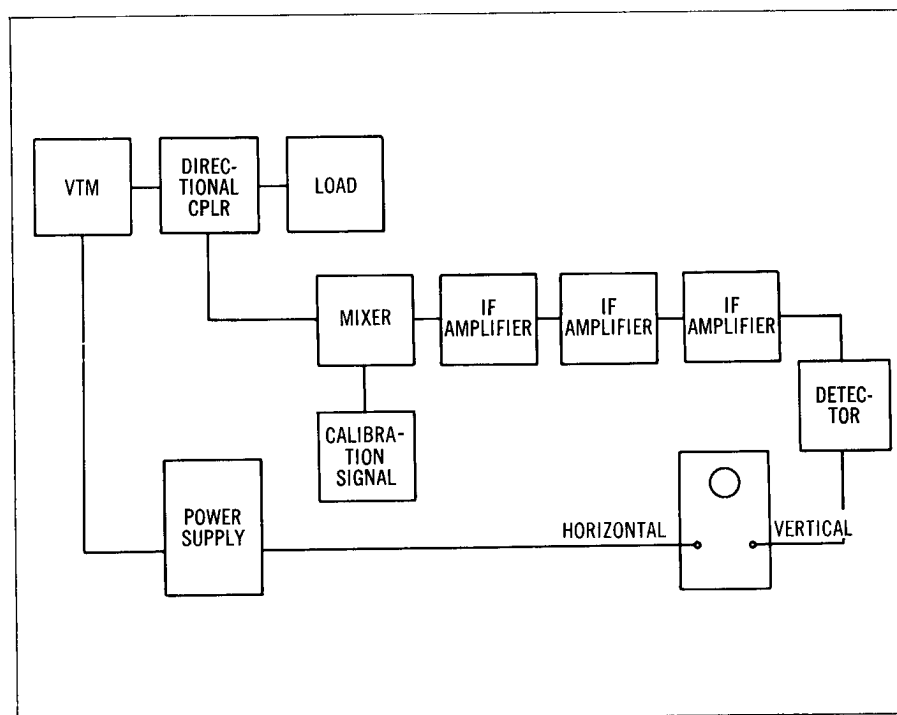 VTM
DIREC-
TIONAL
CPLR
LOAD
MIXER
IF
AMPLIFIER
IF
AMPLIFIER
IF
AMPLIFIER
DETEC-
TOR
CALIBRA-
TION
SIGNAL
POWER
SUPPLY
HORIZONTAL
VERTICAL